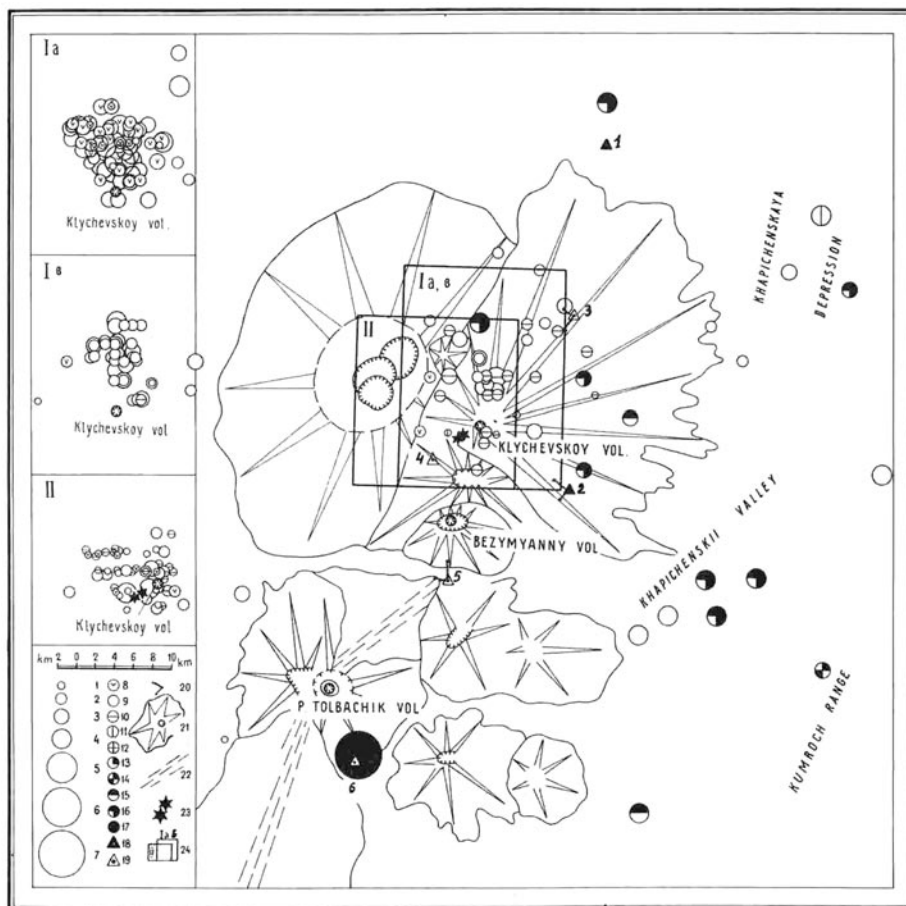 Ia
Klychevskoy vol.
Iв
Klychevskoy vol
II
Klychevskoy vol
km 2 0 2 4 6 8 10 km
1
2
3
4
5
6
7
8
9
10
11
12
13
14
15
16
17
18
19
20
21
22
23
Ia б
II
24
1
KHAPICHENSKAYA
DEPRESSION
Ia, в
II
3
KLYCHEVSKOY VOL.
4
2
BEZYMYANNY VOL
5
KHAPICHENSKII VALLEY
P TOLBACHIK VOL
6
KUMROCH RANGE